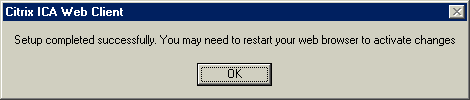 Citrix ICA Web Client
Setup completed successfully. You may need to restart your web browser to activate changes
OK